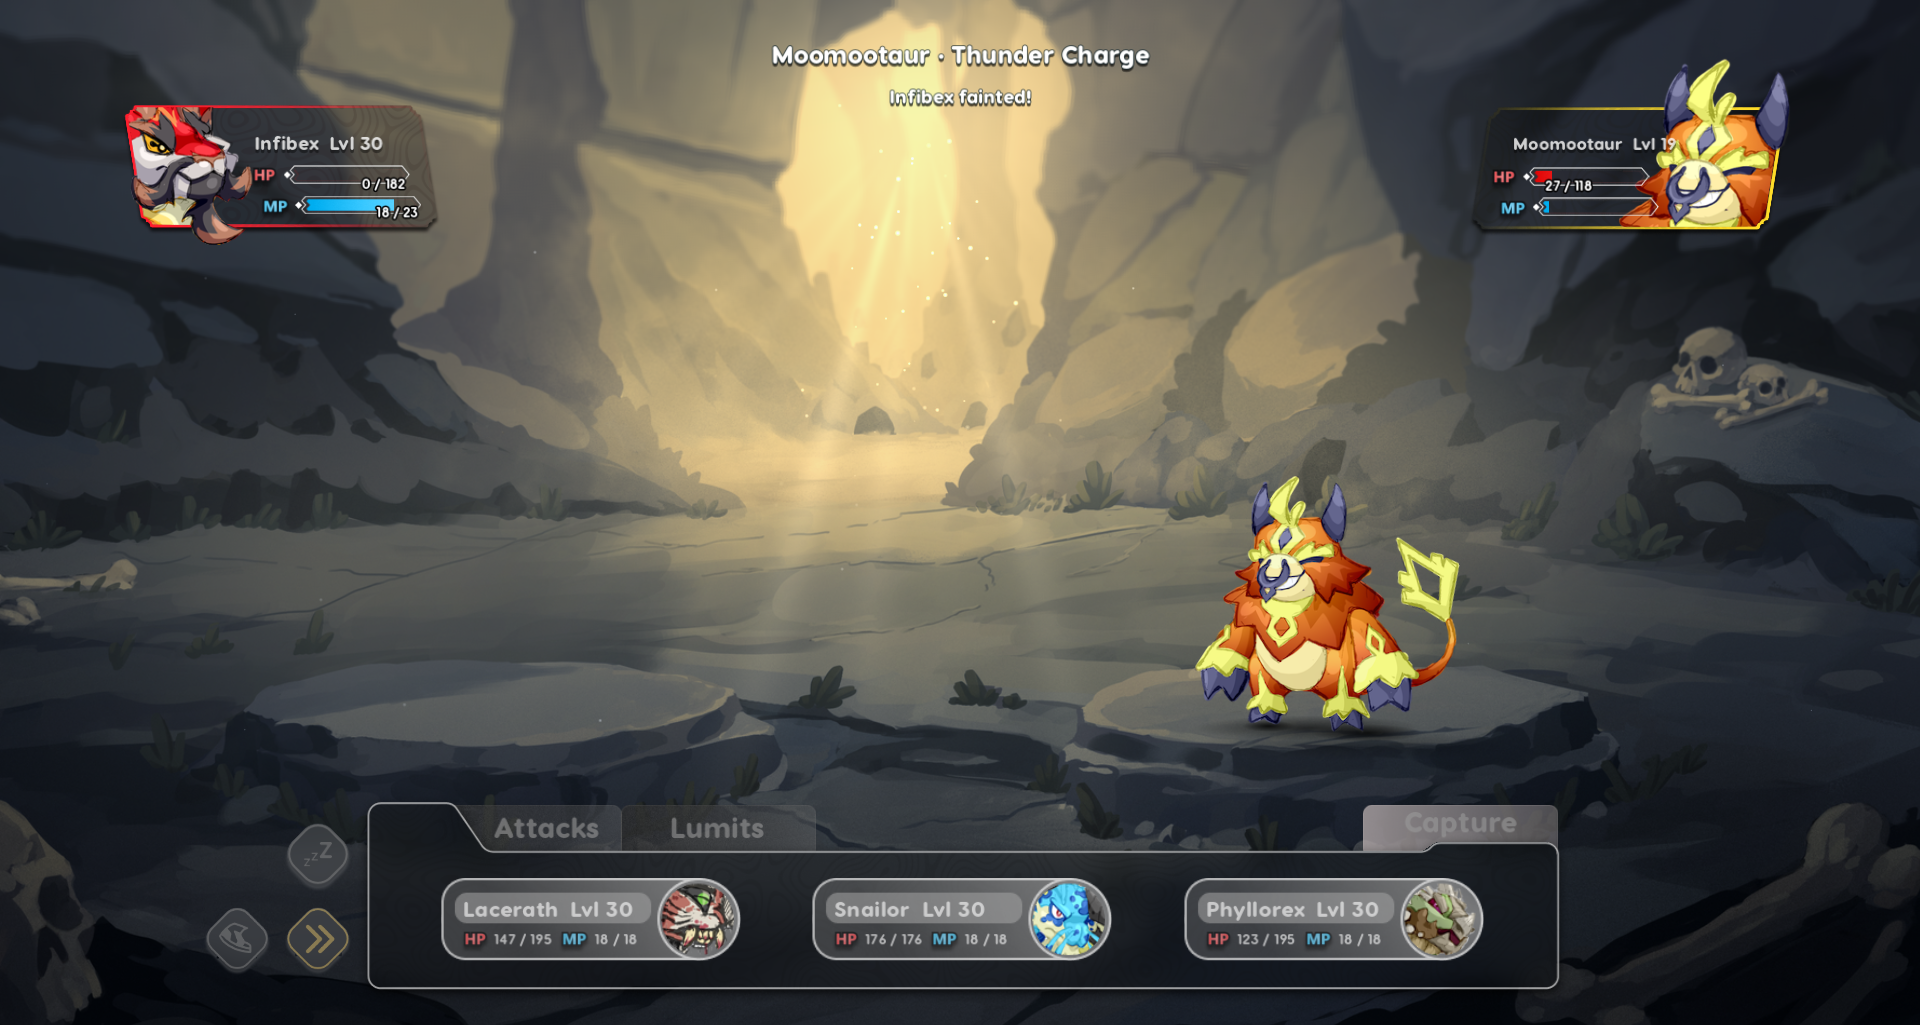 Moomootaur · Thunder Charge
Infibex fainted!
Infibex Lvl 30
HP 0 / 182
MP 18 / 23
Moomootaur Lvl 19
HP 27 / 118
MP
Attacks
Lumits
Capture
zzZ
Lacerath Lvl 30
HP 147 / 195 MP 18 / 18
Snailor Lvl 30
HP 176 / 176 MP 18 / 18
Phyllorex Lvl 30
HP 123 / 195 MP 18 / 18